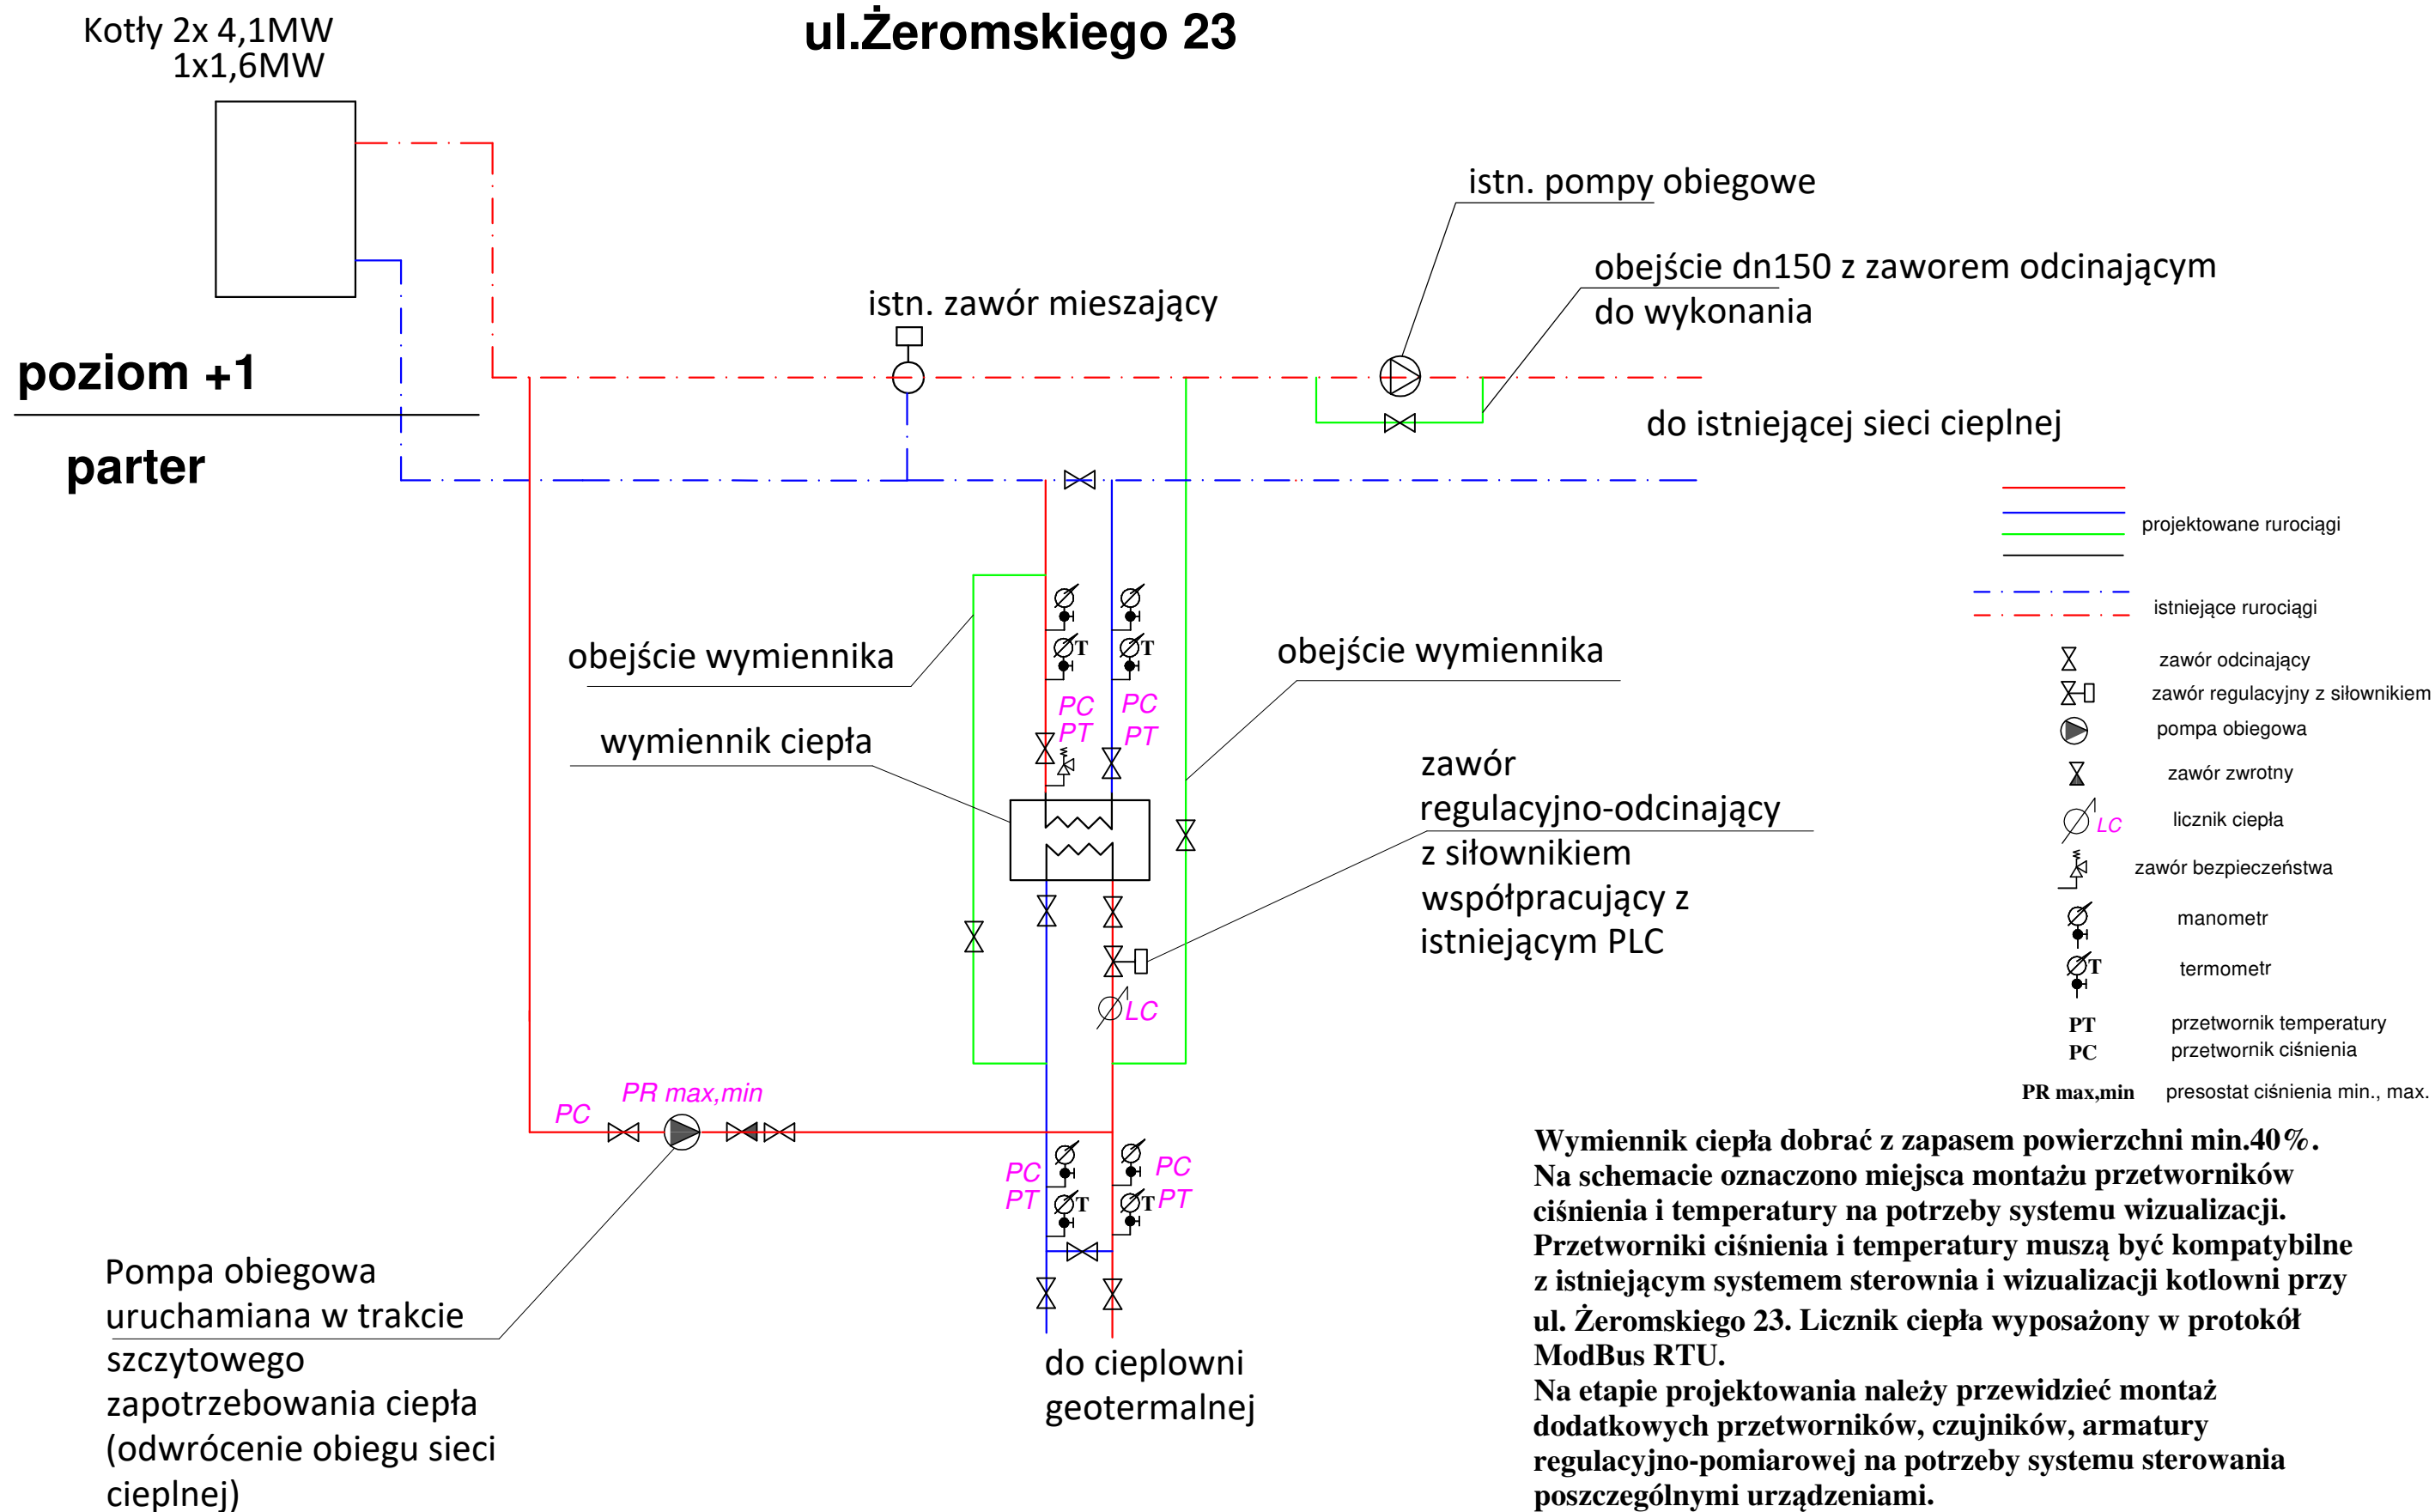 ul.Żeromskiego 23
Kotły 2x 4,1MW
1x1,6MW
istn. pompy obiegowe
obejście dn150 z zaworem odcinającym
do wykonania
istn. zawór mieszający
poziom +1
parter
do istniejącej sieci cieplnej
projektowane rurociągi
istniejące rurociągi
zawór odcinający
zawór regulacyjny z siłownikiem
pompa obiegowa
zawór zwrotny
LC licznik ciepła
zawór bezpieczeństwa
manometr
T termometr
PT przetwornik temperatury
PC przetwornik ciśnienia
PR max,min presostat ciśnienia min., max.
obejście wymiennika
T
T
PC
PT
PC
PT
obejście wymiennika
wymiennik ciepła
zawór
regulacyjno-odcinający
z siłownikiem
współpracujący z
istniejącym PLC
LC
PC
PR max,min
PC
PT
T
PC
PT
T
Pompa obiegowa
uruchamiana w trakcie
szczytowego
zapotrzebowania ciepła
(odwrócenie obiegu sieci
cieplnej)
do cieplowni
geotermalnej
Wymiennik ciepła dobrać z zapasem powierzchni min.40%.
Na schemacie oznaczono miejsca montażu przetworników
ciśnienia i temperatury na potrzeby systemu wizualizacji.
Przetworniki ciśnienia i temperatury muszą być kompatybilne
z istniejącym systemem sterownia i wizualizacji kotlowni przy
ul. Żeromskiego 23. Licznik ciepła wyposażony w protokół
ModBus RTU.
Na etapie projektowania należy przewidzieć montaż
dodatkowych przetworników, czujników, armatury
regulacyjno-pomiarowej na potrzeby systemu sterowania
poszczególnymi urządzeniami.